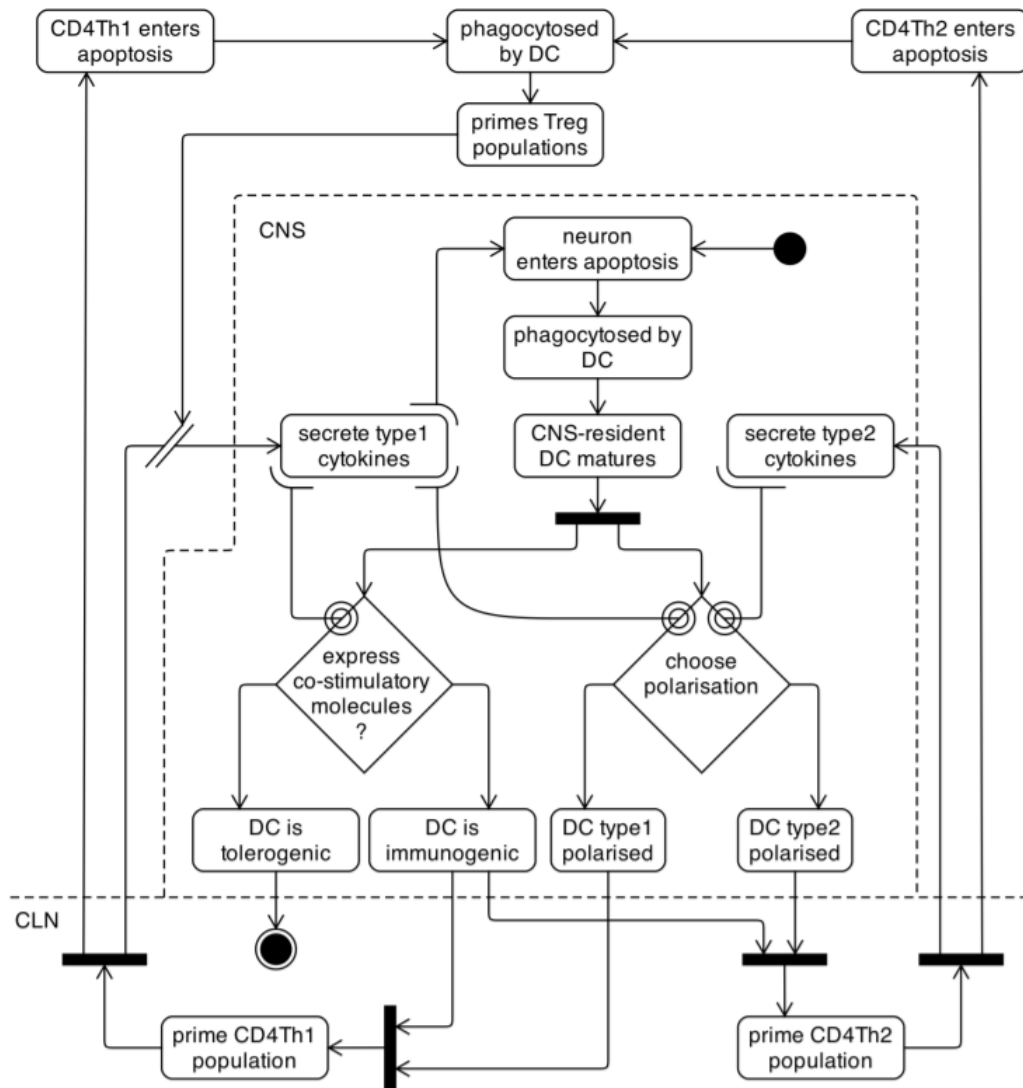 CD4Th1 enters
apoptosis
phagocytosed
by DC
CD4Th2 enters
apoptosis
primes Treg
populations
CNS
neuron
enters apoptosis
phagocytosed by
DC
secrete type1
cytokines
CNS-resident
DC matures
secrete type2
cytokines
express
co-stimulatory
molecules
?
choose
polarisation
DC is
tolerogenic
DC is
immunogenic
DC type1
polarised
DC type2
polarised
CLN
prime CD4Th1
population
prime CD4Th2
population